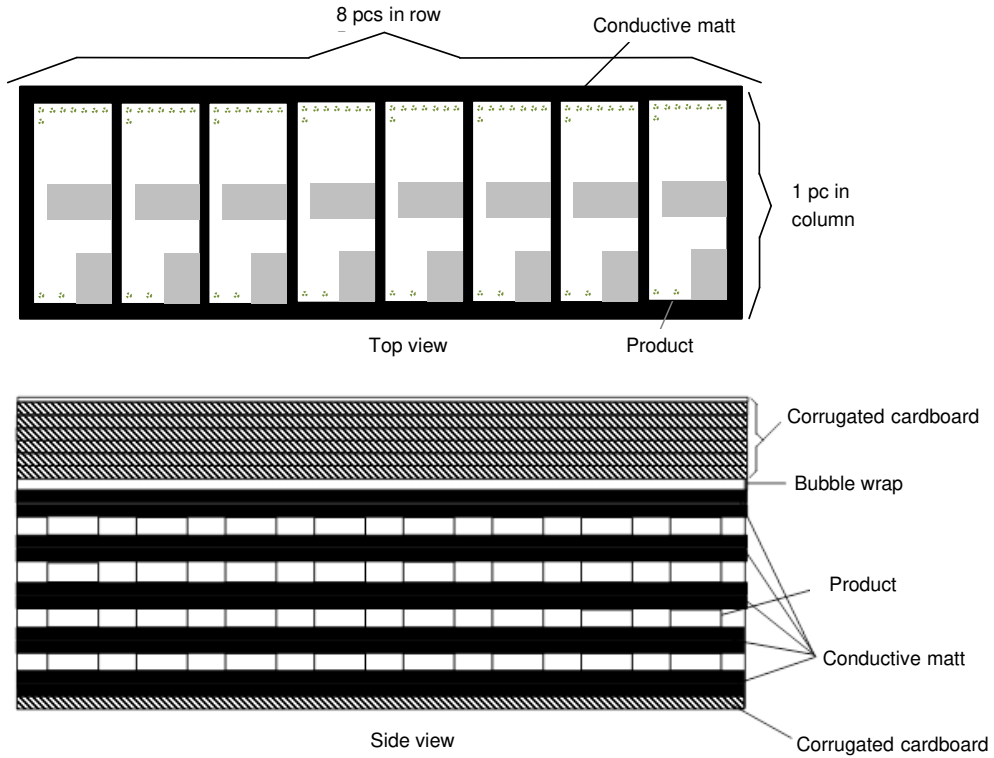 8 pcs in row
Conductive matt
1 pc in
column
Top view
Product
Corrugated cardboard
Bubble wrap
Product
Conductive matt
Side view
Corrugated cardboard